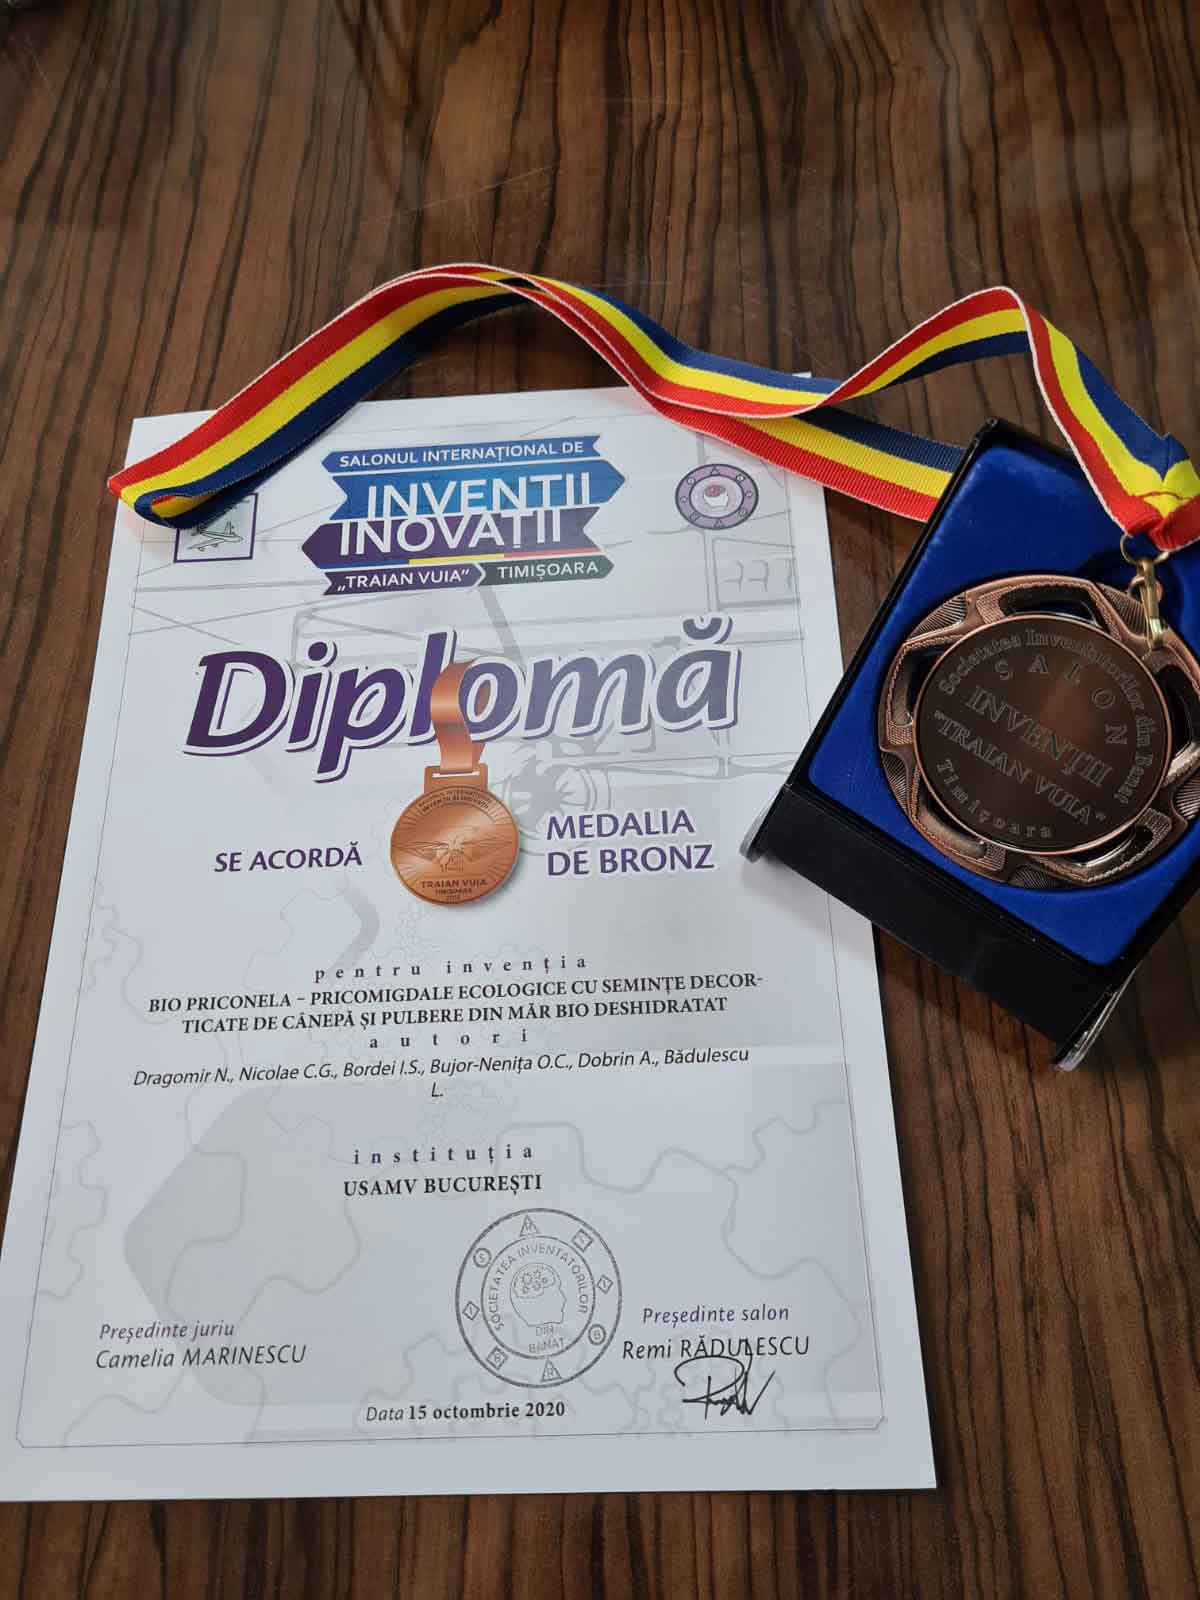 SALONUL INTERNAȚIONAL DE
INVENȚII
INOVAȚII
„TRAIAN VUIA” TIMIȘOARA
Diplomă
SE ACORDĂ
MEDALIA
DE BRONZ
TRAIAN VUIA
TIMIȘOARA
pentru invenția
BIO PRICONELA – PRICOMIGDALE ECOLOGICE CU SEMINȚE DECOR-
TICATE DE CÂNEPĂ ȘI PULBERE DIN MĂR BIO DESHIDRATAT
autori
Dragomir N., Nicolae C.G., Bordei I.S., Bujor-Nenița O.C., Dobrin A., Bădulescu
L.
instituția
USAMV BUCUREȘTI
SOCIETATEA INVENTATORILOR
DIN
BANAT
Președinte juriu
Camelia MARINESCU
Președinte salon
Remi RĂDULESCU
Data 15 octombrie 2020
Societatea Inventatorilor din Banat
SALON
INVENŢII
"TRAIAN VUIA"
Timişoara